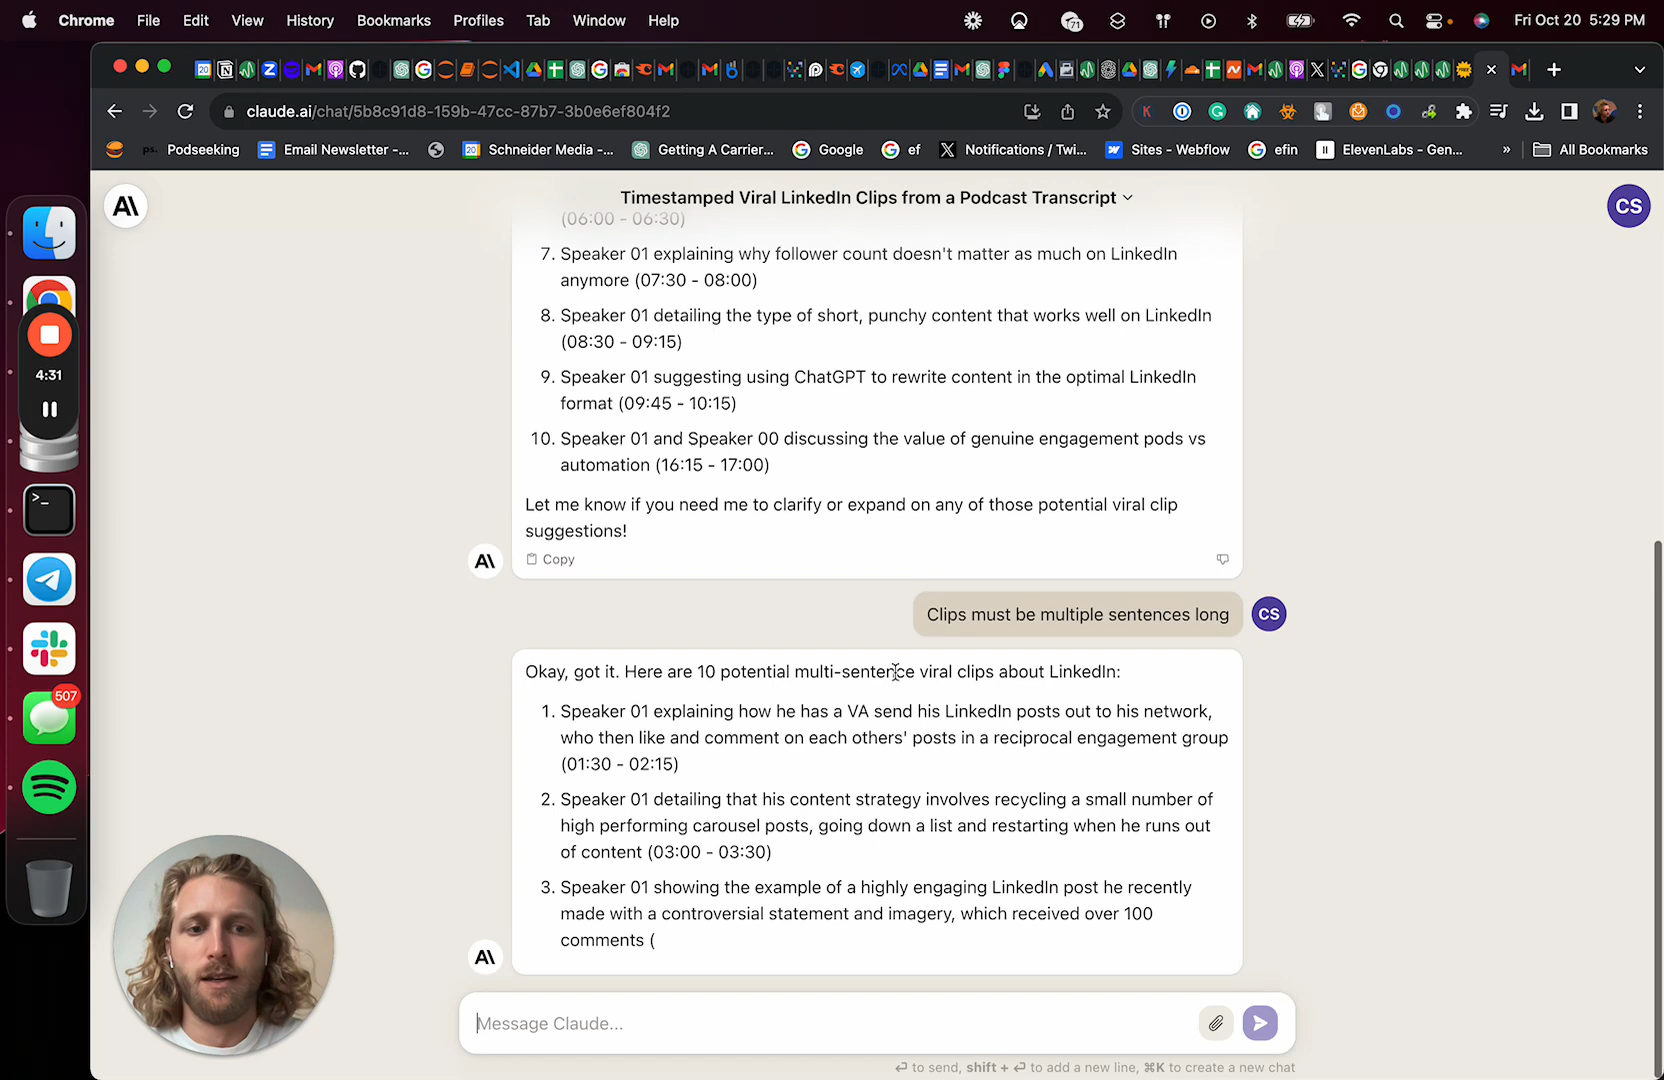 Chrome File Edit View History Bookmarks Profiles Tab Window Help
71
Fri Oct 20 5:29 PM
claude.ai/chat/5b8c91d8-159b-47cc-87b7-3b0e6ef804f2
Podseeking Email Newsletter -... Schneider Media -... Getting A Carrier... Google ef Notifications / Twi... Sites - Webflow efin ElevenLabs - Gen... » All Bookmarks
Timestamped Viral LinkedIn Clips from a Podcast Transcript
CS
(06:00 - 06:30)
7. Speaker 01 explaining why follower count doesn't matter as much on LinkedIn
anymore (07:30 - 08:00)
8. Speaker 01 detailing the type of short, punchy content that works well on LinkedIn
(08:30 - 09:15)
9. Speaker 01 suggesting using ChatGPT to rewrite content in the optimal LinkedIn
format (09:45 - 10:15)
10. Speaker 01 and Speaker 00 discussing the value of genuine engagement pods vs
automation (16:15 - 17:00)
Let me know if you need me to clarify or expand on any of those potential viral clip
suggestions!
Copy
Clips must be multiple sentences long
CS
Okay, got it. Here are 10 potential multi-sentence viral clips about LinkedIn:
1. Speaker 01 explaining how he has a VA send his LinkedIn posts out to his network,
who then like and comment on each others' posts in a reciprocal engagement group
(01:30 - 02:15)
2. Speaker 01 detailing that his content strategy involves recycling a small number of
high performing carousel posts, going down a list and restarting when he runs out
of content (03:00 - 03:30)
3. Speaker 01 showing the example of a highly engaging LinkedIn post he recently
made with a controversial statement and imagery, which received over 100
comments (
Message Claude...
to send, shift + to add a new line, ⌘K to create a new chat
4:31
507